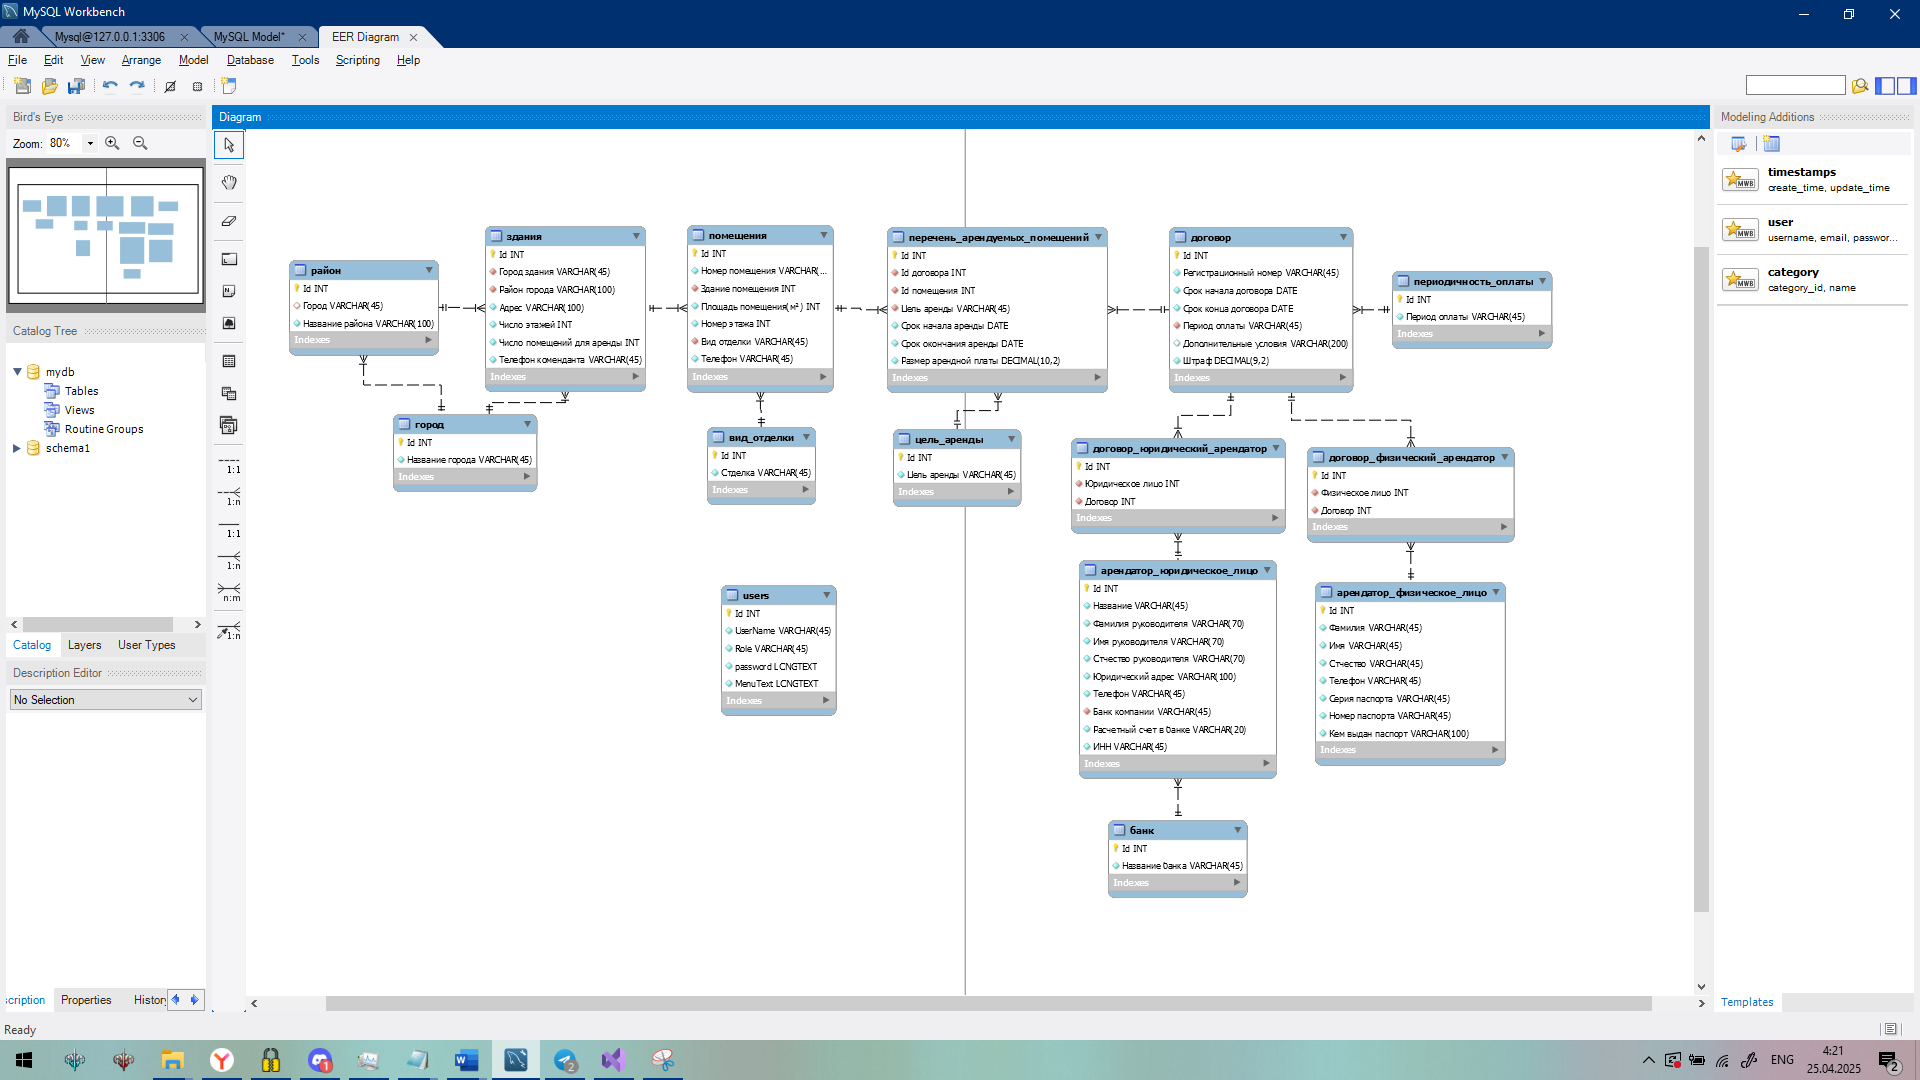 MySQL Workbench
Mysql@127.0.0.1:3306
MySQL Model*
EER Diagram
File Edit View Arrange Model Database Tools Scripting Help
Bird's Eye
Zoom: 80%
Catalog Tree
mydb
Tables
Views
Routine Groups
schema1
Catalog Layers User Types
Description Editor
No Selection
scription Properties History
Ready
Diagram
1:1
1:n
1:1
1:n
n:m
1:n
район
Id INT
Город VARCHAR(45)
Название района VARCHAR(100)
Indexes
здания
Id INT
Город здания VARCHAR(45)
Район города VARCHAR(100)
Адрес VARCHAR(100)
Число этажей INT
Число помещений для аренды INT
Телефон коменданта VARCHAR(45)
Indexes
помещения
Id INT
Номер помещения VARCHAR(...
Здание помещения INT
Площадь помещения(м²) INT
Номер этажа INT
Вид отделки VARCHAR(45)
Телефон VARCHAR(45)
Indexes
перечень_арендуемых_помещений
Id INT
Id договора INT
Id помещения INT
Цель аренды VARCHAR(45)
Срок начала аренды DATE
Срок окончания аренды DATE
Размер арендной платы DECIMAL(10,2)
Indexes
договор
Id INT
Регистрационный номер VARCHAR(45)
Срок начала договора DATE
Срок конца договора DATE
Период оплаты VARCHAR(45)
Дополнительные условия VARCHAR(200)
Штраф DECIMAL(9,2)
Indexes
периодичность_оплаты
Id INT
Период оплаты VARCHAR(45)
Indexes
город
Id INT
Название города VARCHAR(45)
Indexes
вид_отделки
Id INT
Отделка VARCHAR(45)
Indexes
цель_аренды
Id INT
Цель аренды VARCHAR(45)
Indexes
договор_юридический_арендатор
Id INT
Юридическое лицо INT
Договор INT
Indexes
договор_физический_арендатор
Id INT
Физическое лицо INT
Договор INT
Indexes
users
Id INT
UserName VARCHAR(45)
Role VARCHAR(45)
password LONGTEXT
MenuText LONGTEXT
Indexes
арендатор_юридическое_лицо
Id INT
Название VARCHAR(45)
Фамилия руководителя VARCHAR(70)
Имя руководителя VARCHAR(70)
Отчество руководителя VARCHAR(70)
Юридический адрес VARCHAR(100)
Телефон VARCHAR(45)
Банк компании VARCHAR(45)
Расчетный счет в банке VARCHAR(20)
ИНН VARCHAR(45)
Indexes
арендатор_физическое_лицо
Id INT
Фамилия VARCHAR(45)
Имя VARCHAR(45)
Отчество VARCHAR(45)
Телефон VARCHAR(45)
Серия паспорта VARCHAR(45)
Номер паспорта VARCHAR(45)
Кем выдан паспорт VARCHAR(100)
Indexes
банк
Id INT
Название банка VARCHAR(45)
Indexes
Modeling Additions
timestamps
create_time, update_time
user
username, email, passwor...
category
category_id, name
MWB
MWB
MWB
Templates
1
2
ENG
4:21
25.04.2025
2